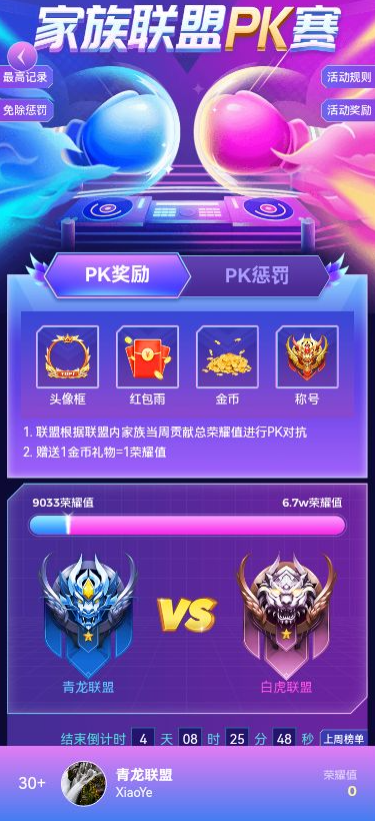 家族联盟PK赛
最高记录
活动规则
免除惩罚
活动奖励
PK奖励
PK惩罚
头像框
红包雨
金币
称号
1. 联盟根据联盟内家族当周贡献总荣耀值进行PK对抗
2. 赠送1金币礼物=1荣耀值
9033荣耀值
6.7w荣耀值
VS
青龙联盟
白虎联盟
结束倒计时 4 天 08 时 25 分 48 秒
上周榜单
30+
青龙联盟
XiaoYe
荣耀值
0